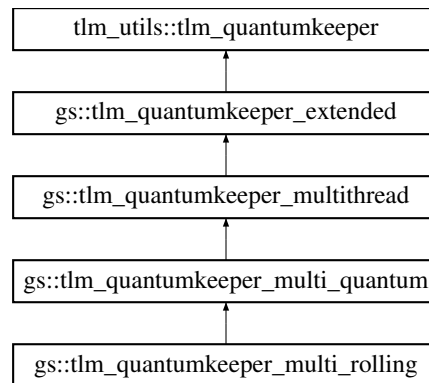 tlm_utils::tlm_quantumkeeper
gs::tlm_quantumkeeper_extended
gs::tlm_quantumkeeper_multithread
gs::tlm_quantumkeeper_multi_quantum
gs::tlm_quantumkeeper_multi_rolling